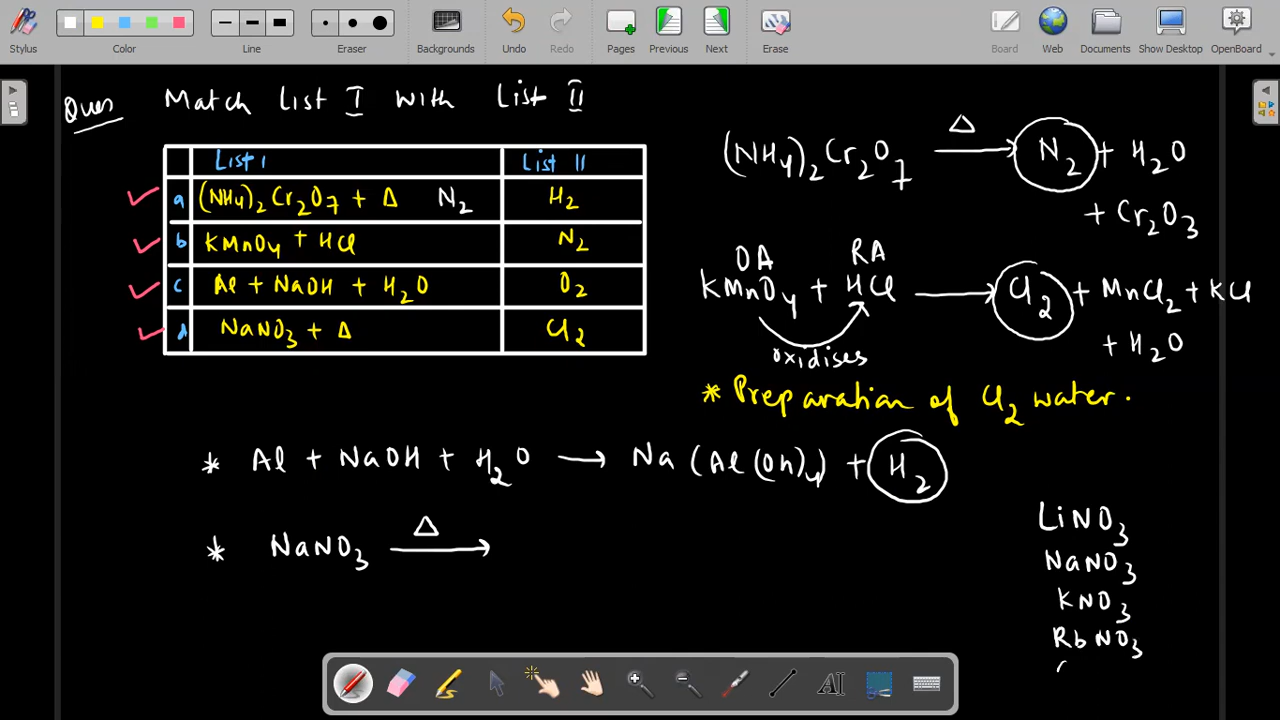 Stylus
Color
Line
Eraser
Backgrounds
Undo
Redo
Pages
Previous
Next
Erase
Board
Web
Documents
Show Desktop
OpenBoard
Ques Match List I With List II
List I List II
a (NH4)2Cr2O7 + Δ N2 H2
b KMnO4 + HCl N2
c Al + NaOH + H2O O2
d NaNO3 + Δ Cl2
Δ
(NH4)2Cr2O7 → N2 + H2O
+ Cr2O3
OA RA
KMnO4 + HCl → Cl2 + MnCl2 + KCl
+ H2O
oxidises
* Preparation of Cl2 water.
* Al + NaOH + H2O → Na(Al(OH)4) + H2
Δ
* NaNO3 →
LiNO3
NaNO3
KNO3
RbNO3